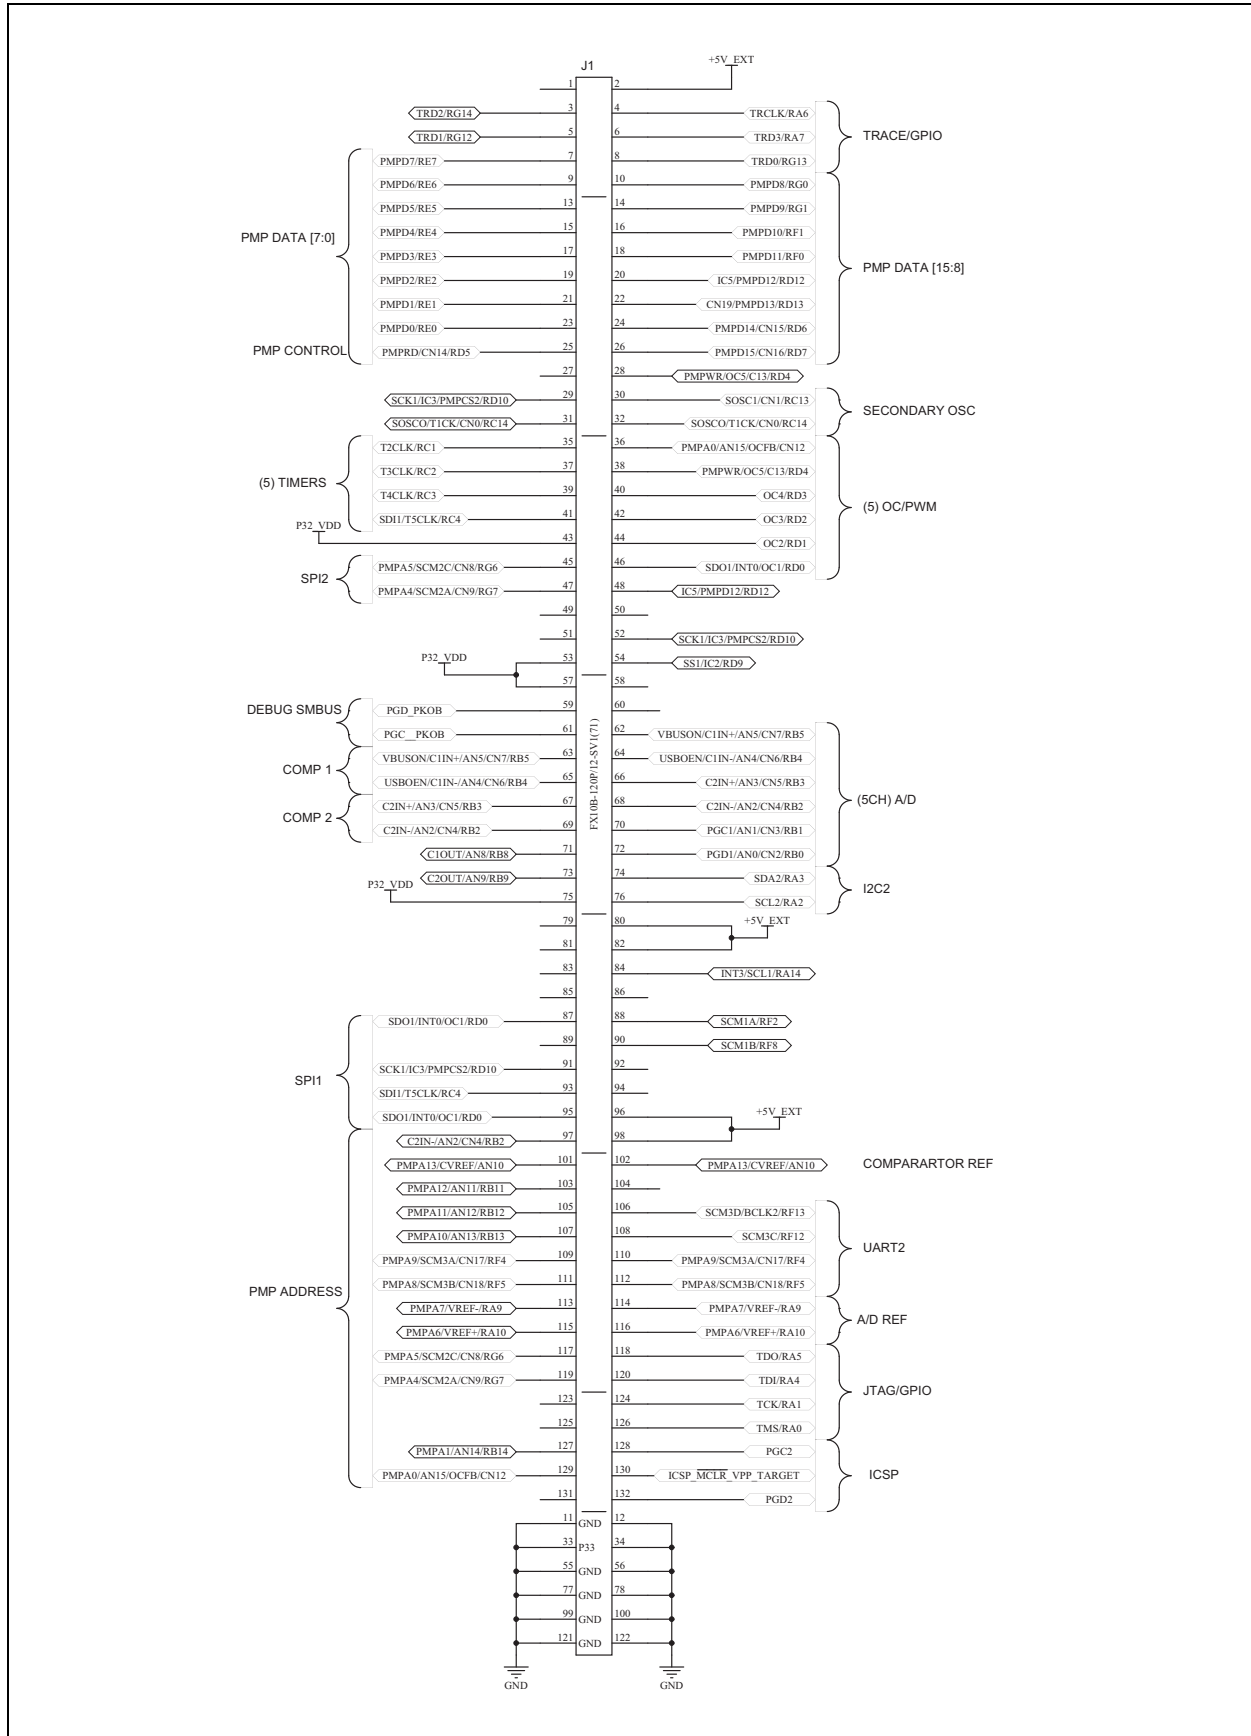 J1
+5V_EXT
1 2
TRD2/RG14 3 4 TRCLK/RA6
TRD1/RG12 5 6 TRD3/RA7 TRACE/GPIO
PMPD7/RE7 7 8 TRD0/RG13
PMPD6/RE6 9 10 PMPD8/RG0
PMPD5/RE5 13 14 PMPD9/RG1
PMPD4/RE4 15 16 PMPD10/RF1
PMP DATA [7:0]
PMPD3/RE3 17 18 PMPD11/RF0
PMP DATA [15:8]
PMPD2/RE2 19 20 IC5/PMPD12/RD12
PMPD1/RE1 21 22 CN19/PMPD13/RD13
PMPD0/RE0 23 24 PMPD14/CN15/RD6
PMP CONTROL PMPRD/CN14/RD5 25 26 PMPD15/CN16/RD7
27 28 PMPWR/OC5/C13/RD4
SCK1/IC3/PMPCS2/RD10 29 30 SOSC1/CN1/RC13
SECONDARY OSC
SOSCO/T1CK/CN0/RC14 31 32 SOSCO/T1CK/CN0/RC14
T2CLK/RC1 35 36 PMPA0/AN15/OCFB/CN12
T3CLK/RC2 37 38 PMPWR/OC5/C13/RD4
(5) TIMERS
T4CLK/RC3 39 40 OC4/RD3
(5) OC/PWM
SDI1/T5CLK/RC4 41 42 OC3/RD2
P32_VDD
43 44 OC2/RD1
PMPA5/SCM2C/CN8/RG6 45 46 SDO1/INT0/OC1/RD0
SPI2
PMPA4/SCM2A/CN9/RG7 47 48 IC5/PMPD12/RD12
49 50
51 52 SCK1/IC3/PMPCS2/RD10
P32_VDD
53 54 SS1/IC2/RD9
57 58
DEBUG SMBUS PGD_PKOB 59 60
PGC__PKOB 61 62 VBUSON/C1IN+/AN5/CN7/RB5
VBUSON/C1IN+/AN5/CN7/RB5 63 64 USBOEN/C1IN-/AN4/CN6/RB4
COMP 1
USBOEN/C1IN-/AN4/CN6/RB4 65 66 C2IN+/AN3/CN5/RB3
FX10B-120P/12-SV1(71)
C2IN+/AN3/CN5/RB3 67 68 C2IN-/AN2/CN4/RB2
(5CH) A/D
COMP 2
C2IN-/AN2/CN4/RB2 69 70 PGC1/AN1/CN3/RB1
C1OUT/AN8/RB8 71 72 PGD1/AN0/CN2/RB0
C2OUT/AN9/RB9 73 74 SDA2/RA3
P32_VDD
I2C2
75 76 SCL2/RA2
79 80
+5V_EXT
81 82
83 84 INT3/SCL1/RA14
85 86
SDO1/INT0/OC1/RD0 87 88 SCM1A/RF2
89 90 SCM1B/RF8
SCK1/IC3/PMPCS2/RD10 91 92
SPI1
SDI1/T5CLK/RC4 93 94
SDO1/INT0/OC1/RD0 95 96
+5V_EXT
C2IN-/AN2/CN4/RB2 97 98
PMPA13/CVREF/AN10 101 102 PMPA13/CVREF/AN10 COMPARARTOR REF
PMPA12/AN11/RB11 103 104
PMPA11/AN12/RB12 105 106 SCM3D/BCLK2/RF13
PMPA10/AN13/RB13 107 108 SCM3C/RF12
UART2
PMPA9/SCM3A/CN17/RF4 109 110 PMPA9/SCM3A/CN17/RF4
PMP ADDRESS
PMPA8/SCM3B/CN18/RF5 111 112 PMPA8/SCM3B/CN18/RF5
PMPA7/VREF-/RA9 113 114 PMPA7/VREF-/RA9
A/D REF
PMPA6/VREF+/RA10 115 116 PMPA6/VREF+/RA10
PMPA5/SCM2C/CN8/RG6 117 118 TDO/RA5
PMPA4/SCM2A/CN9/RG7 119 120 TDI/RA4
JTAG/GPIO
123 124 TCK/RA1
125 126 TMS/RA0
PMPA1/AN14/RB14 127 128 PGC2
PMPA0/AN15/OCFB/CN12 129 130 ICSP_MCLR_VPP_TARGET ICSP
131 132 PGD2
11 GND 12
33 P33 34
55 GND 56
77 GND 78
99 GND 100
121 GND 122
GND GND